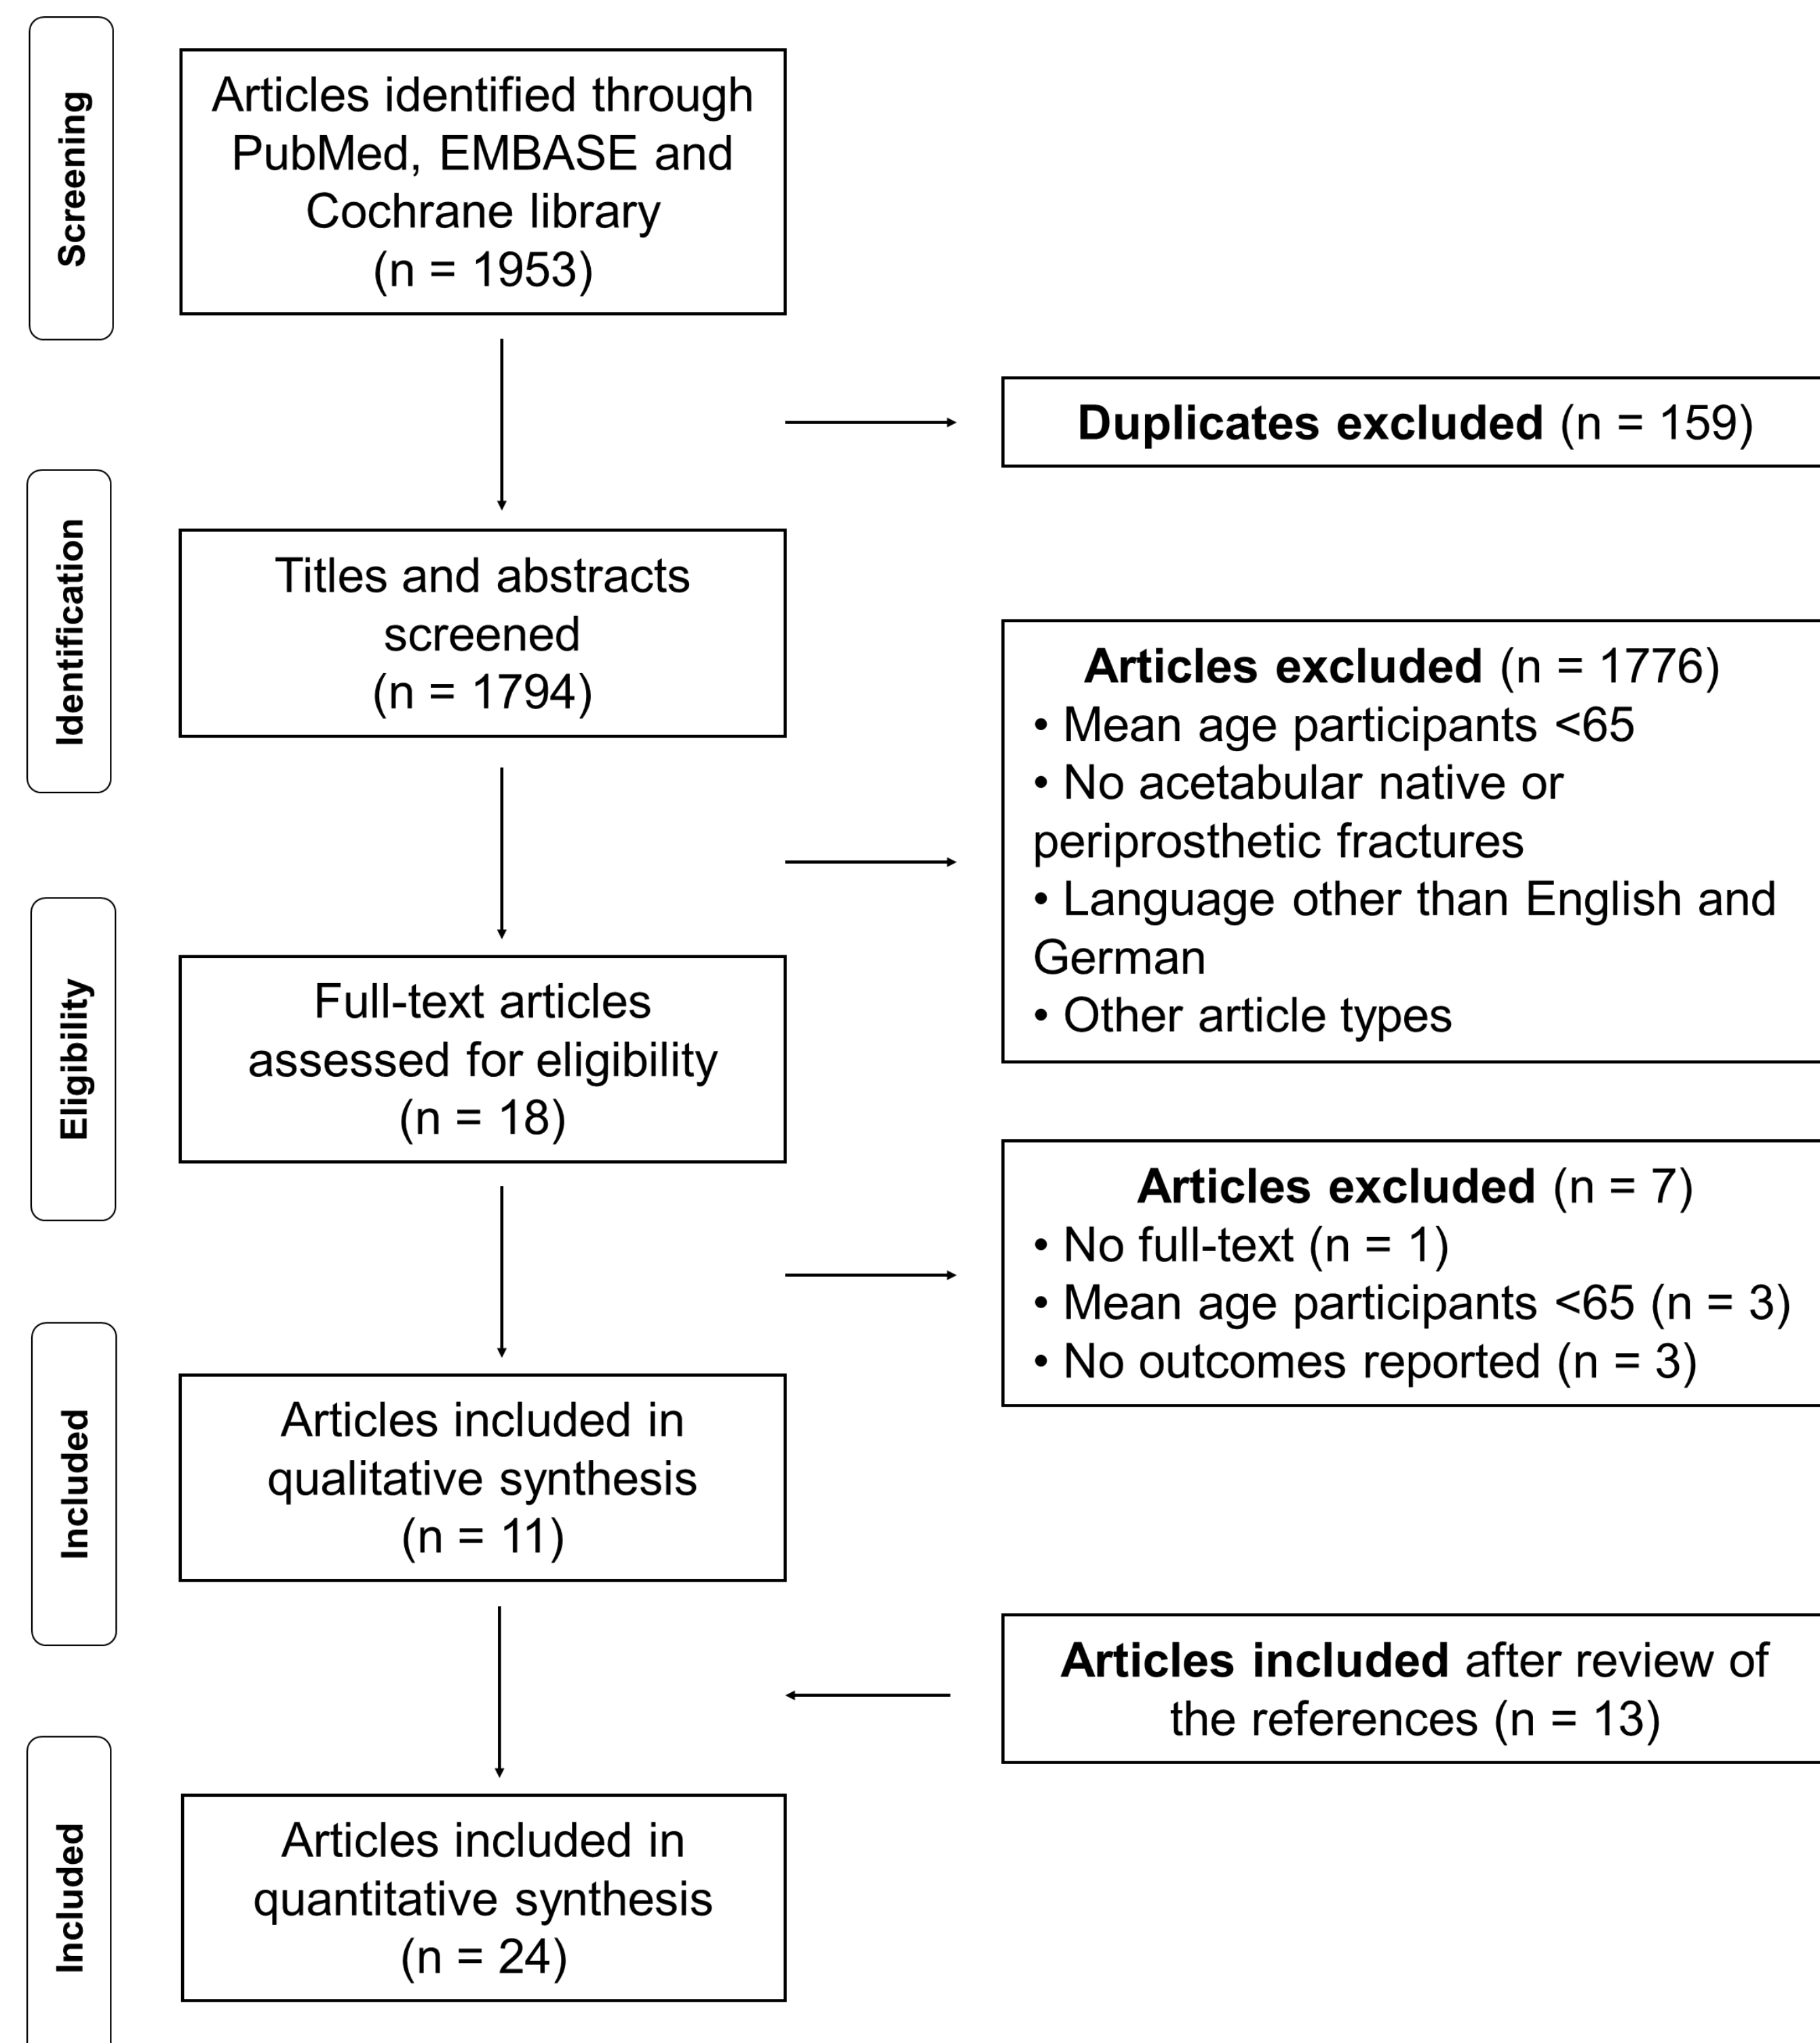 Screening
Articles identified through
PubMed, EMBASE and
Cochrane library
(n = 1953)
Duplicates excluded (n = 159)
Identification
Titles and abstracts
screened
(n = 1794)
Articles excluded (n = 1776)
• Mean age participants <65
• No acetabular native or
periprosthetic fractures
• Language other than English and
German
• Other article types
Eligibility
Full-text articles
assessed for eligibility
(n = 18)
Articles excluded (n = 7)
• No full-text (n = 1)
• Mean age participants <65 (n = 3)
• No outcomes reported (n = 3)
Included
Articles included in
qualitative synthesis
(n = 11)
Articles included after review of
the references (n = 13)
Included
Articles included in
quantitative synthesis
(n = 24)